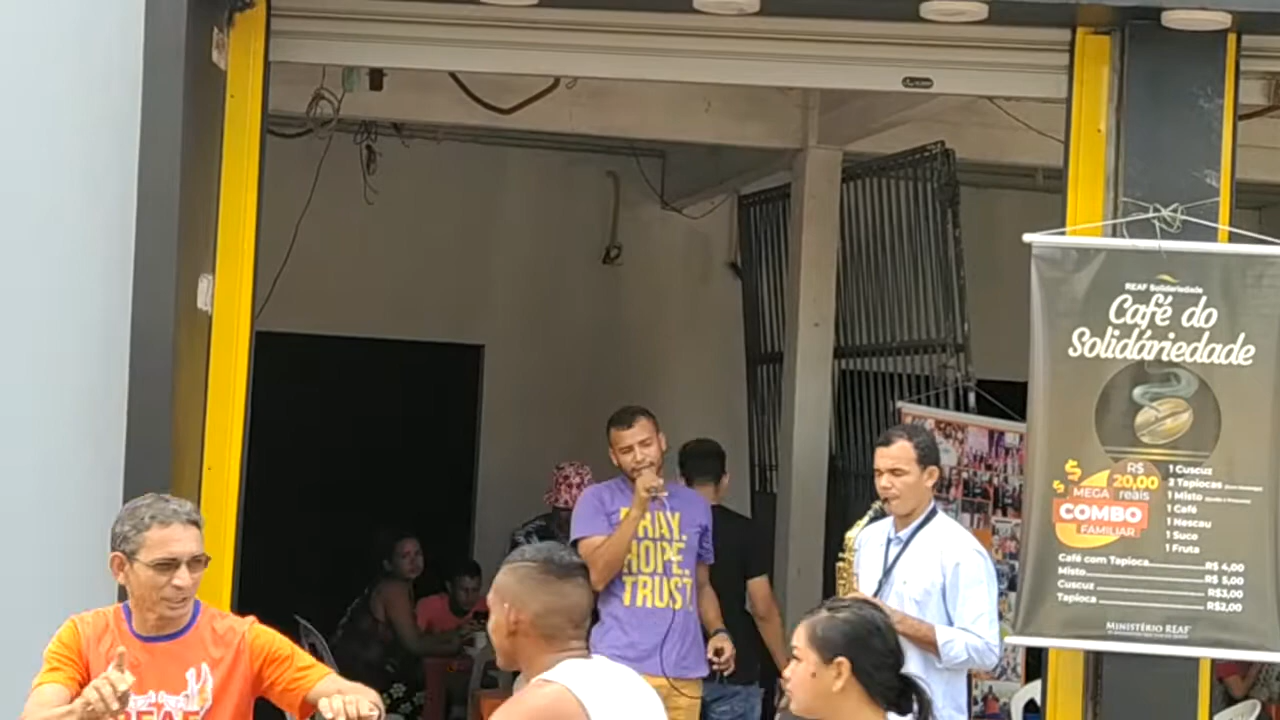 REAF Solidariedade
Café do
Solidáriedade
R$
20,00
MEGA reais
COMBO
FAMILIAR
1 Cuscuz
2 Tapiocas
1 Misto
1 Café
1 Nescau
1 Suco
1 Fruta
Café com Tapioca R$ 4,00
Misto R$ 5,00
Cuscuz R$3,00
Tapioca R$2,00
MINISTÉRIO REAF
PRAY.
HOPE.
TRUST.
REAF